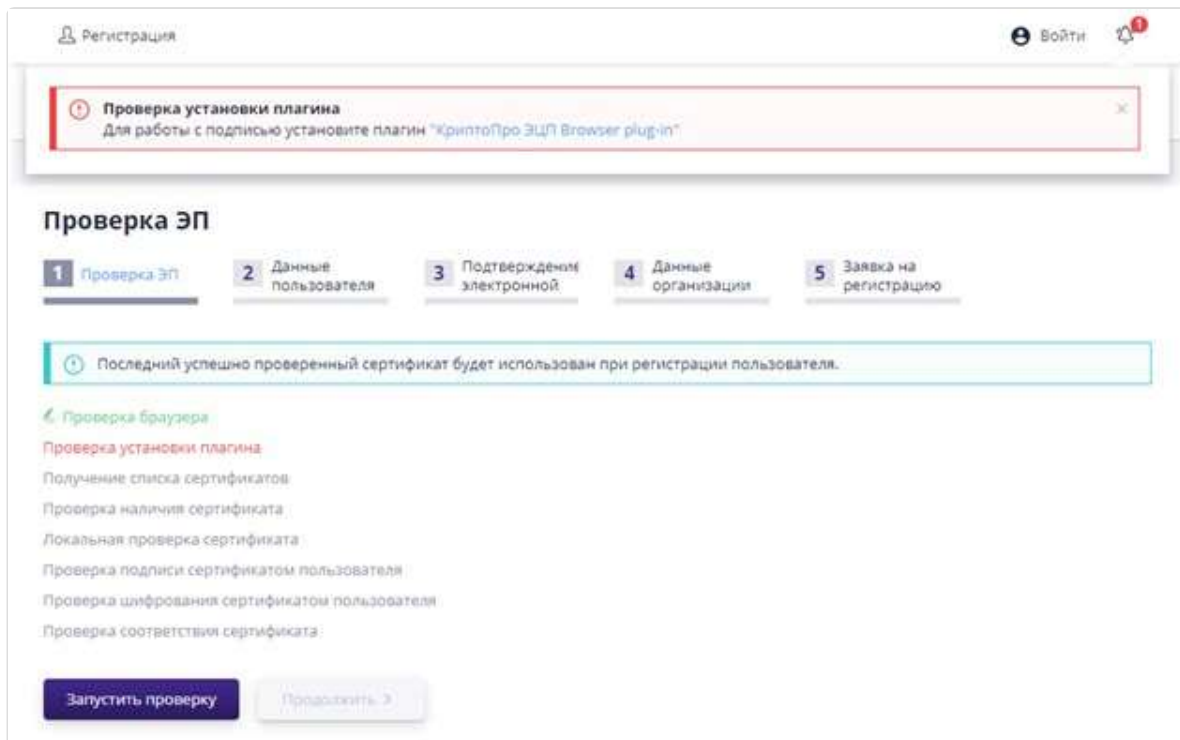 Регистрация
Войти
1
Проверка установки плагина
Для работы с подписью установите плагин "КриптоПро ЭЦП Browser plug-in"
Проверка ЭП
1 Проверка ЭП
2 Данные
пользователя
3 Подтверждение
электронной
4 Данные
организации
5 Заявка на
регистрацию
Последний успешно проверенный сертификат будет использован при регистрации пользователя.
Проверка браузера
Проверка установки плагина
Получение списка сертификатов
Проверка наличия сертификата
Локальная проверка сертификата
Проверка подписи сертификатом пользователя
Проверка шифрования сертификатом пользователя
Проверка соответствия сертификата
Запустить проверку
Продолжить >